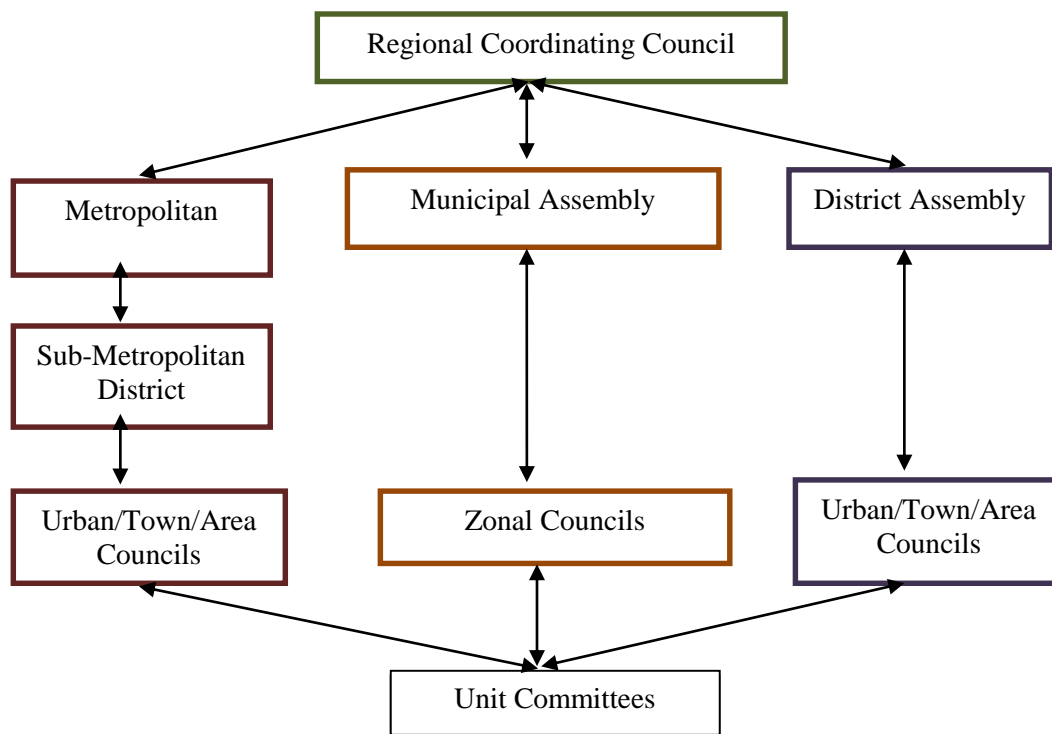 Regional Coordinating Council
Metropolitan
Municipal Assembly
District Assembly
Sub-Metropolitan
District
Urban/Town/Area
Councils
Zonal Councils
Urban/Town/Area
Councils
Unit Committees